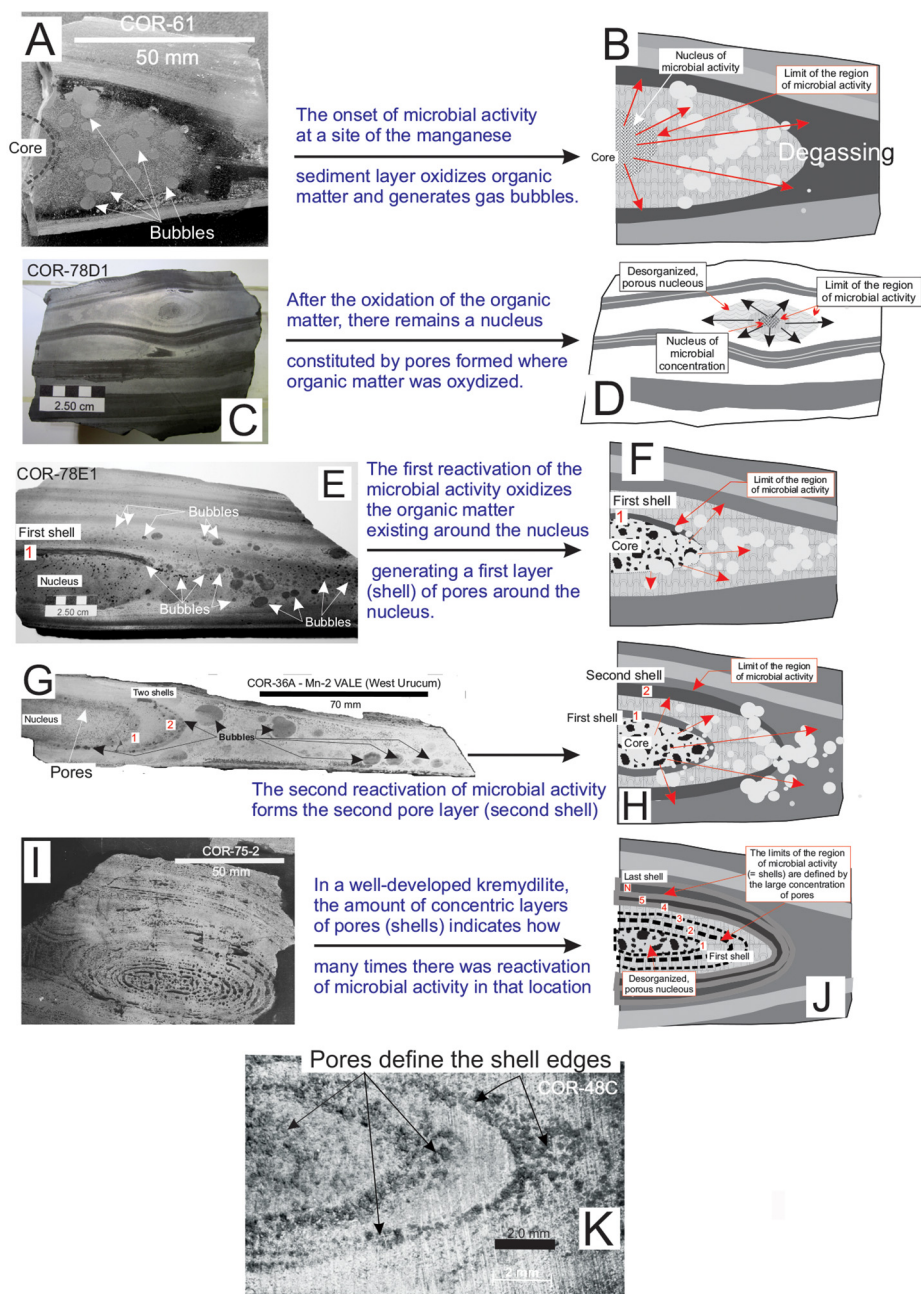 A
COR-61
50 mm
Core
Bubbles
The onset of microbial activity
at a site of the manganese
sediment layer oxidizes organic
matter and generates gas bubbles.
B
Nucleus of
microbial activity
Limit of the region
of microbial activity
Core
Degassing
COR-78D1
2.50 cm
C
After the oxidation of the organic
matter, there remains a nucleus
constituted by pores formed where
organic matter was oxydized.
Desorganized,
porous nucleous
Limit of the region
of microbial activity
Nucleus of
microbial
concentration
D
COR-78E1
E
Bubbles
First shell
1
Nucleus
2.50 cm
Bubbles
Bubbles
The first reactivation of the
microbial activity oxidizes
the organic matter
existing around the nucleus
generating a first layer
(shell) of pores around the
nucleus.
F
Limit of the region
of microbial activity
First shell
1
Core
G
COR-36A - Mn-2 VALE (West Urucum)
70 mm
Two shells
Nucleus
1
2
Bubbles
Pores
The second reactivation of microbial activity
forms the second pore layer (second shell)
Limit of the region
of microbial activity
Second shell
2
First shell
1
Core
H
I
COR-75-2
50 mm
In a well-developed kremydilite,
the amount of concentric layers
of pores (shells) indicates how
many times there was reactivation
of microbial activity in that location
The limits of the region
of microbial activity
(= shells) are defined by
the large concentration
of pores
Last shell
N
5
4
3
2
1
First shell
Desorganized,
porous nucleous
J
Pores define the shell edges
COR-48C
2.0 mm
2 mm
K